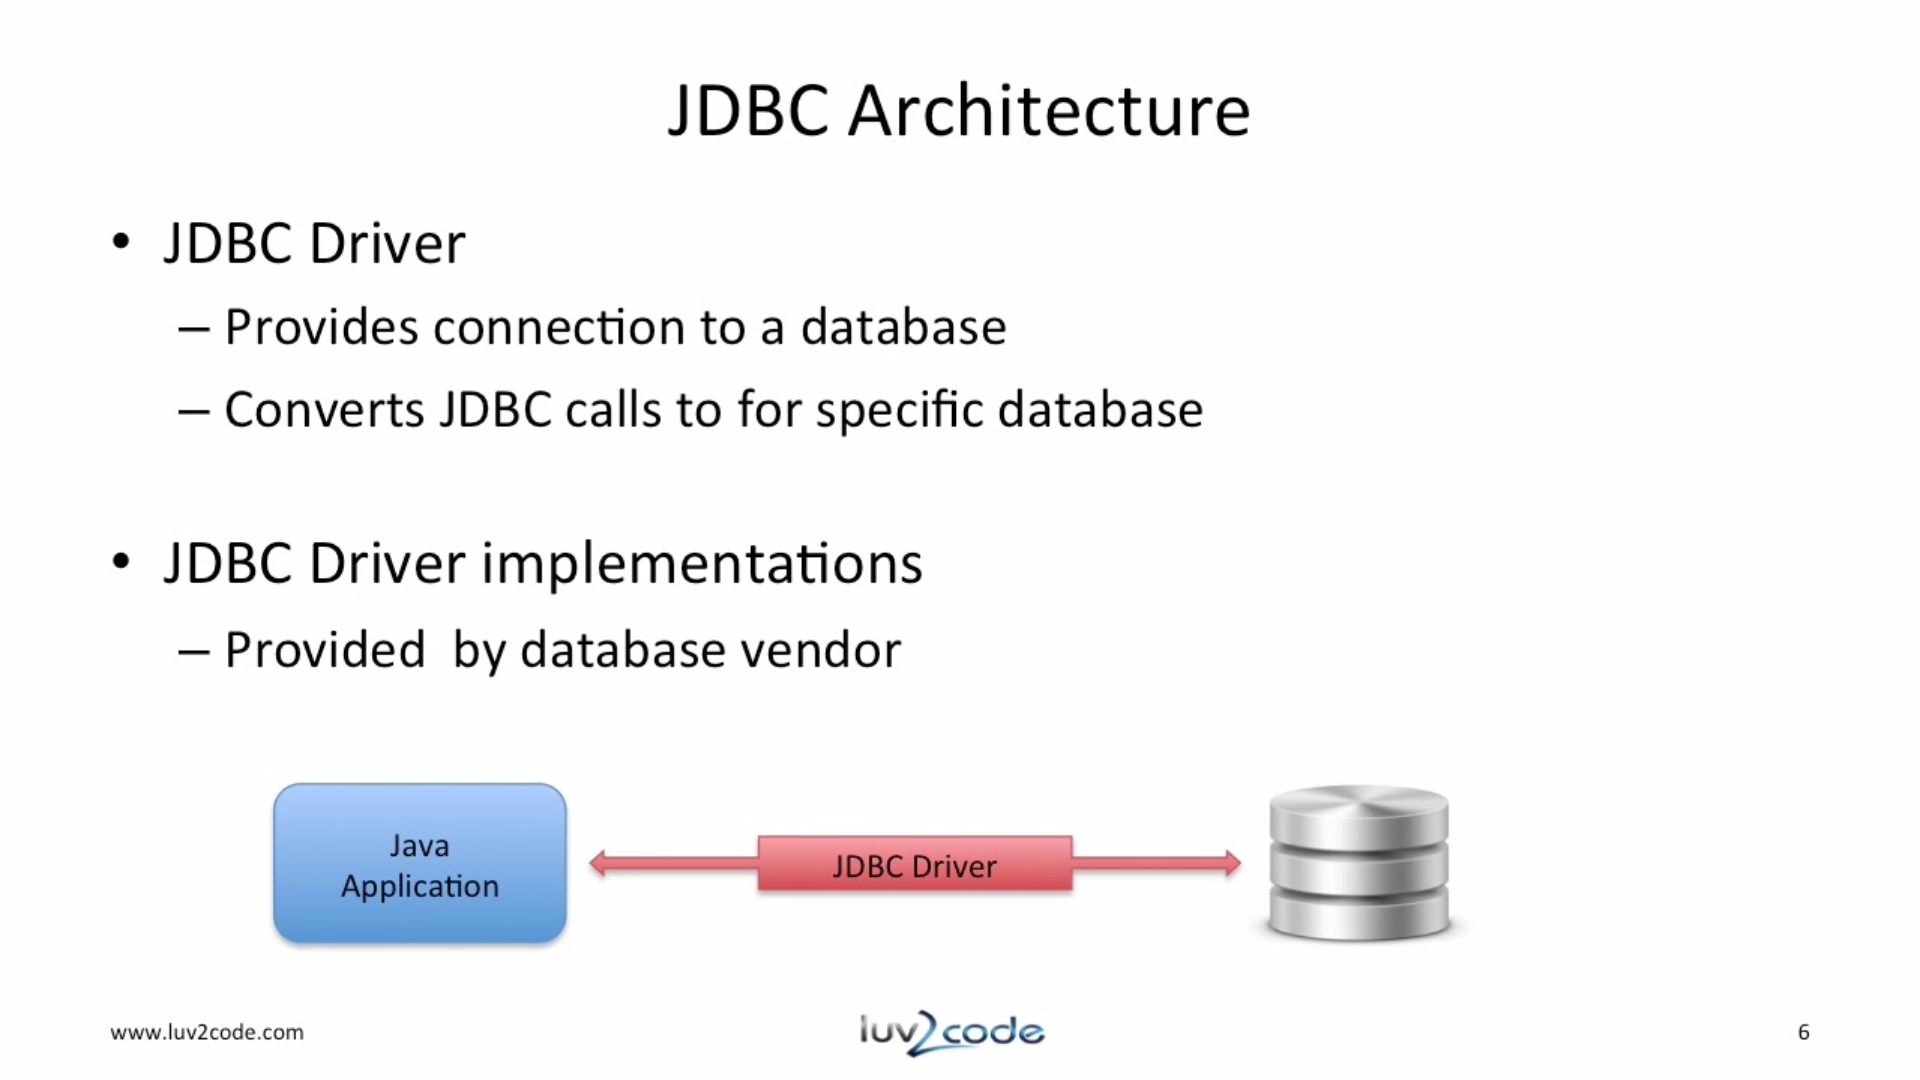 JDBC Architecture
• JDBC Driver
– Provides connection to a database
– Converts JDBC calls to for specific database
• JDBC Driver implementations
– Provided  by database vendor
Java
Application
JDBC Driver
www.luv2code.com
luv2code
6